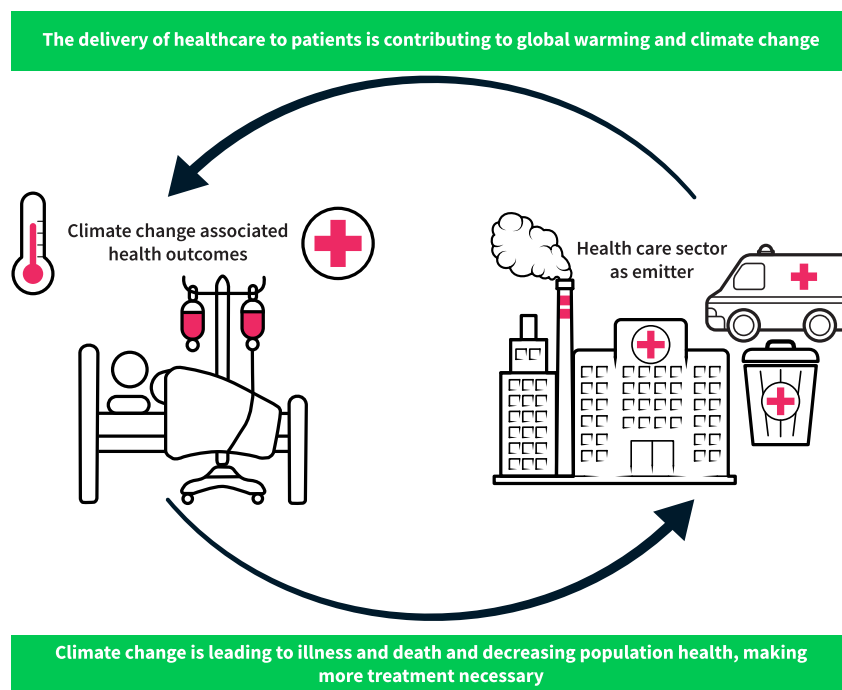 The delivery of healthcare to patients is contributing to global warming and climate change
Climate change associated
health outcomes
Health care sector
as emitter
Climate change is leading to illness and death and decreasing population health, making
more treatment necessary